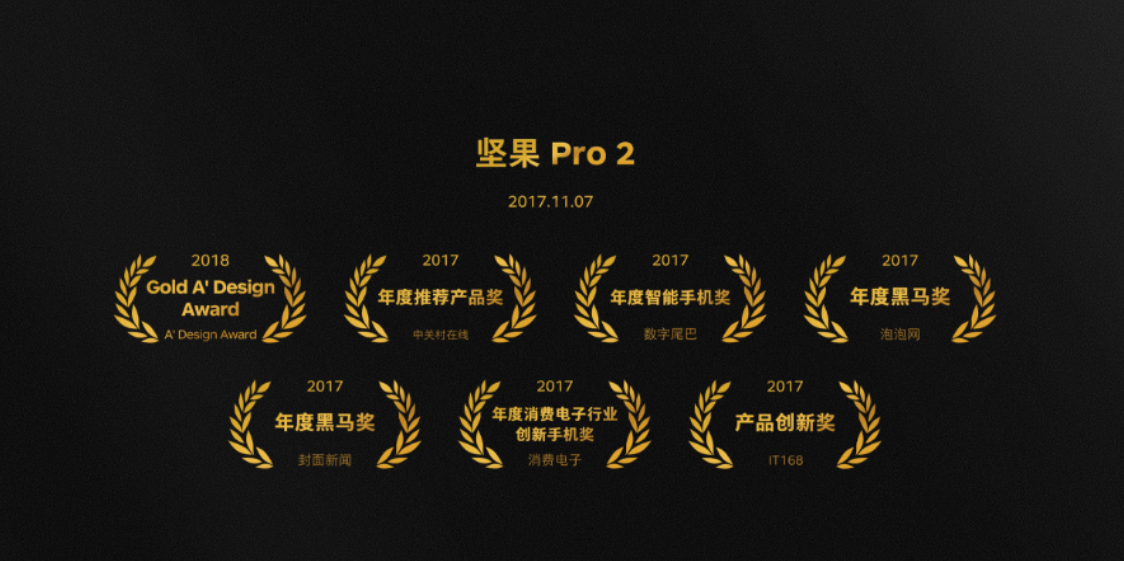 坚果 Pro 2
2017.11.07
2018
Gold A' Design
Award
A' Design Award
2017
年度推荐产品奖
中关村在线
2017
年度智能手机奖
数字尾巴
2017
年度黑马奖
泡泡网
2017
年度黑马奖
封面新闻
2017
年度消费电子行业
创新手机奖
消费电子
2017
产品创新奖
IT168